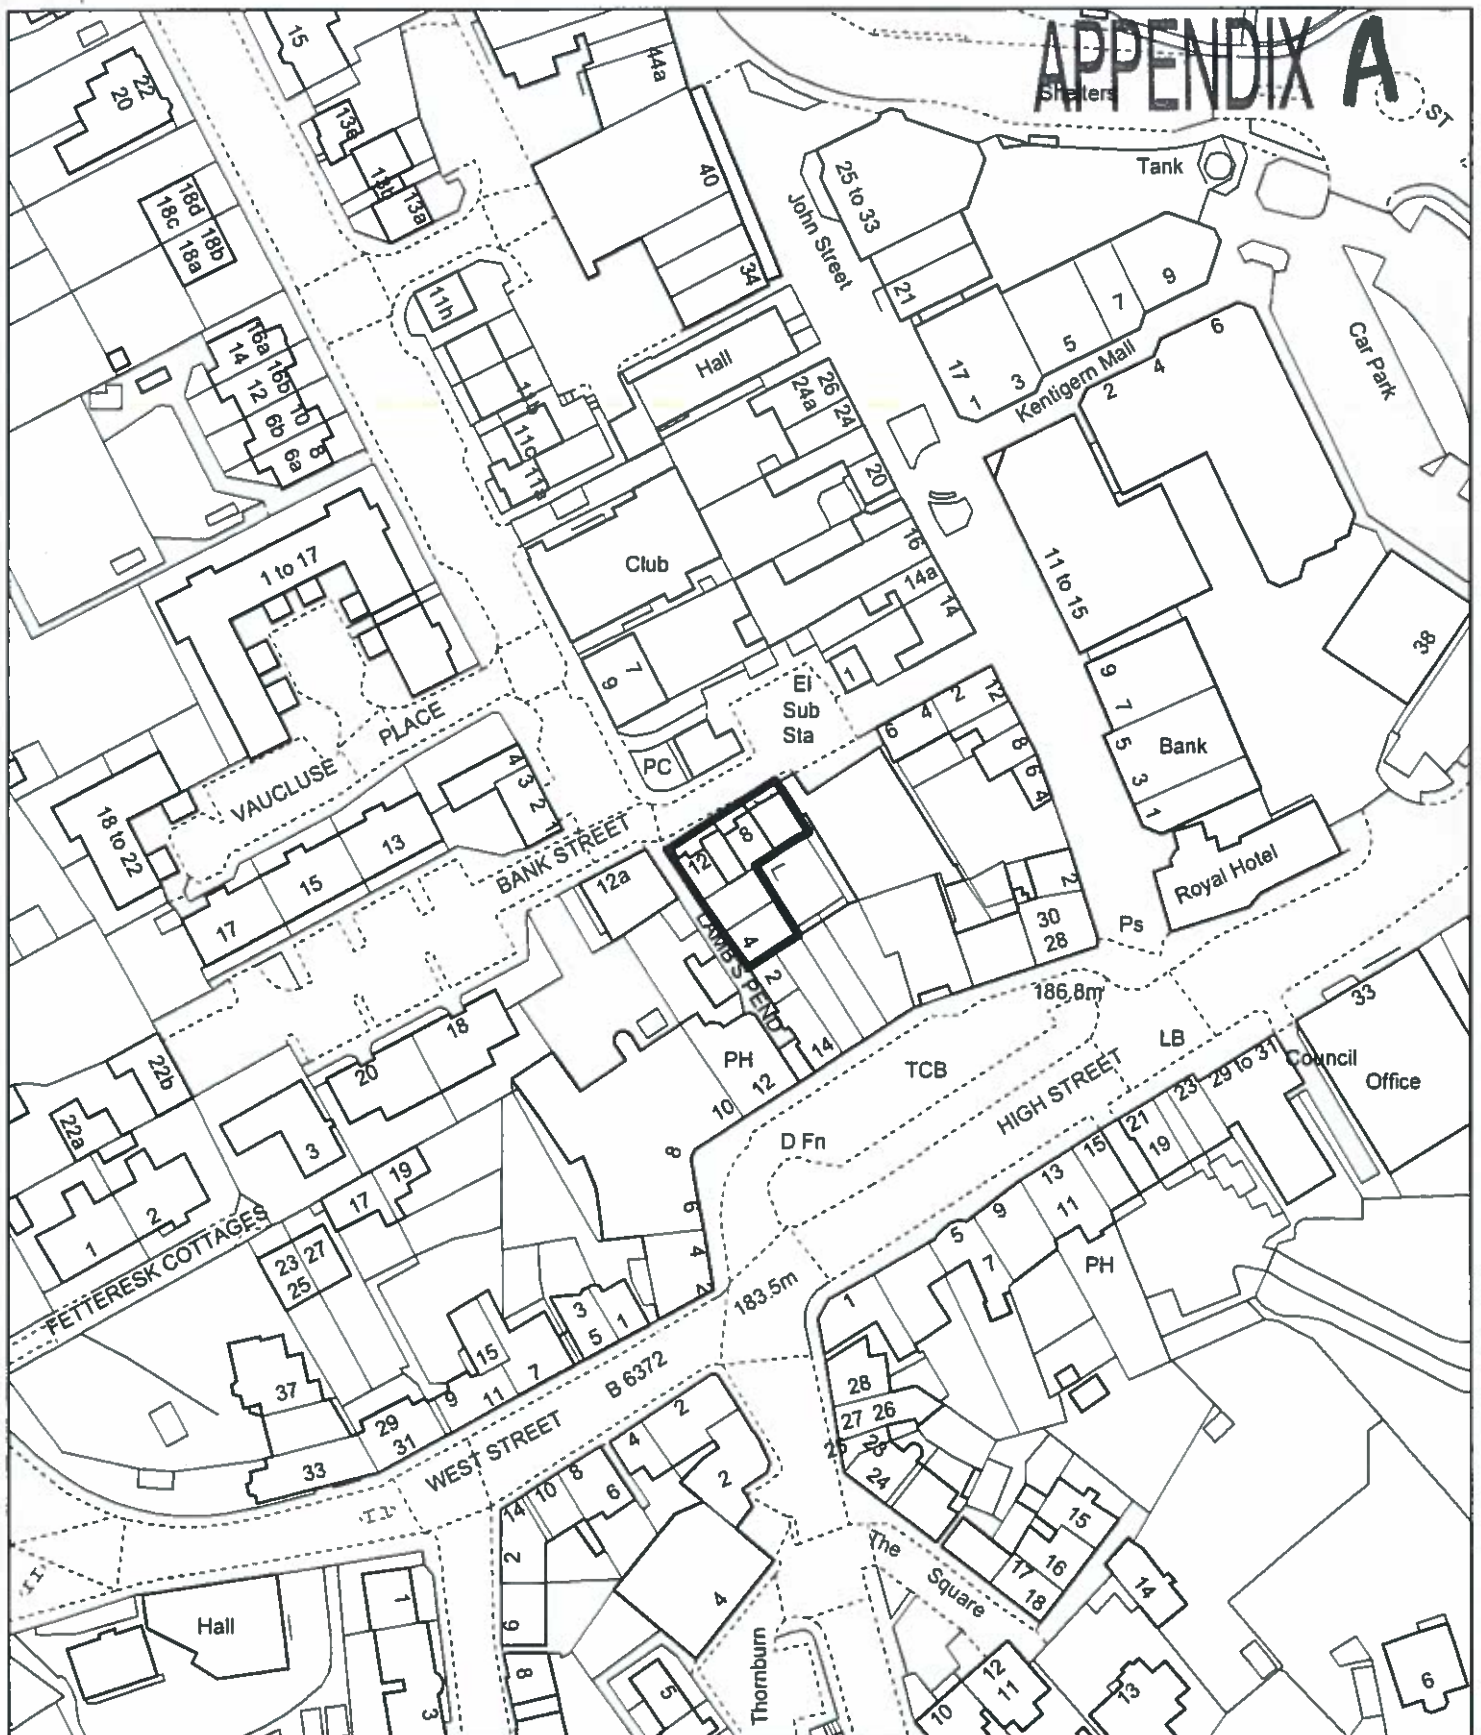 APPENDIX A
15
44a
22
20
Shelters
ST
13e
13b
13a
40
Tank
25 to 33
John Street
18d
18c
18b
18a
34
21
9
7
5
11h
6
Car Park
16a
14
16b
12
10
6b
8
6a
Hall
17
3
1
Kentigern Mall
4
2
26
24a
24
11c
11a
20
1 to 17
Club
16
14a
14
11 to 15
38
7
9
1
El
Sub
Sta
12
2
4
6
9
7
5
3
1
Bank
8
6
4
PLACE
VAUCLUSE
PC
4
3
2
1
18 to 22
13
15
17
BANK STREET
12a
12
8
4
LAMB'S PEND
2
Royal Hotel
2
30
28
Ps
186.8m
33
18
20
22b
22a
PH
14
12
10
TCB
LB
HIGH STREET
Council
Office
29 to 31
23
21
19
15
13
11
9
5
7
PH
D Fn
8
6
4
3
19
17
2
1
FETTERESK COTTAGES
23
27
25
183.5m
3
5
1
1
15
7
11
9
B 6372
WEST STREET
37
29
31
33
28
27
26
25
23
24
2
4
2
8
10
6
14
2
6
8
4
The
Square
15
16
17
18
14
Hall
1
3
5
Thornburn
12
11
10
13
6